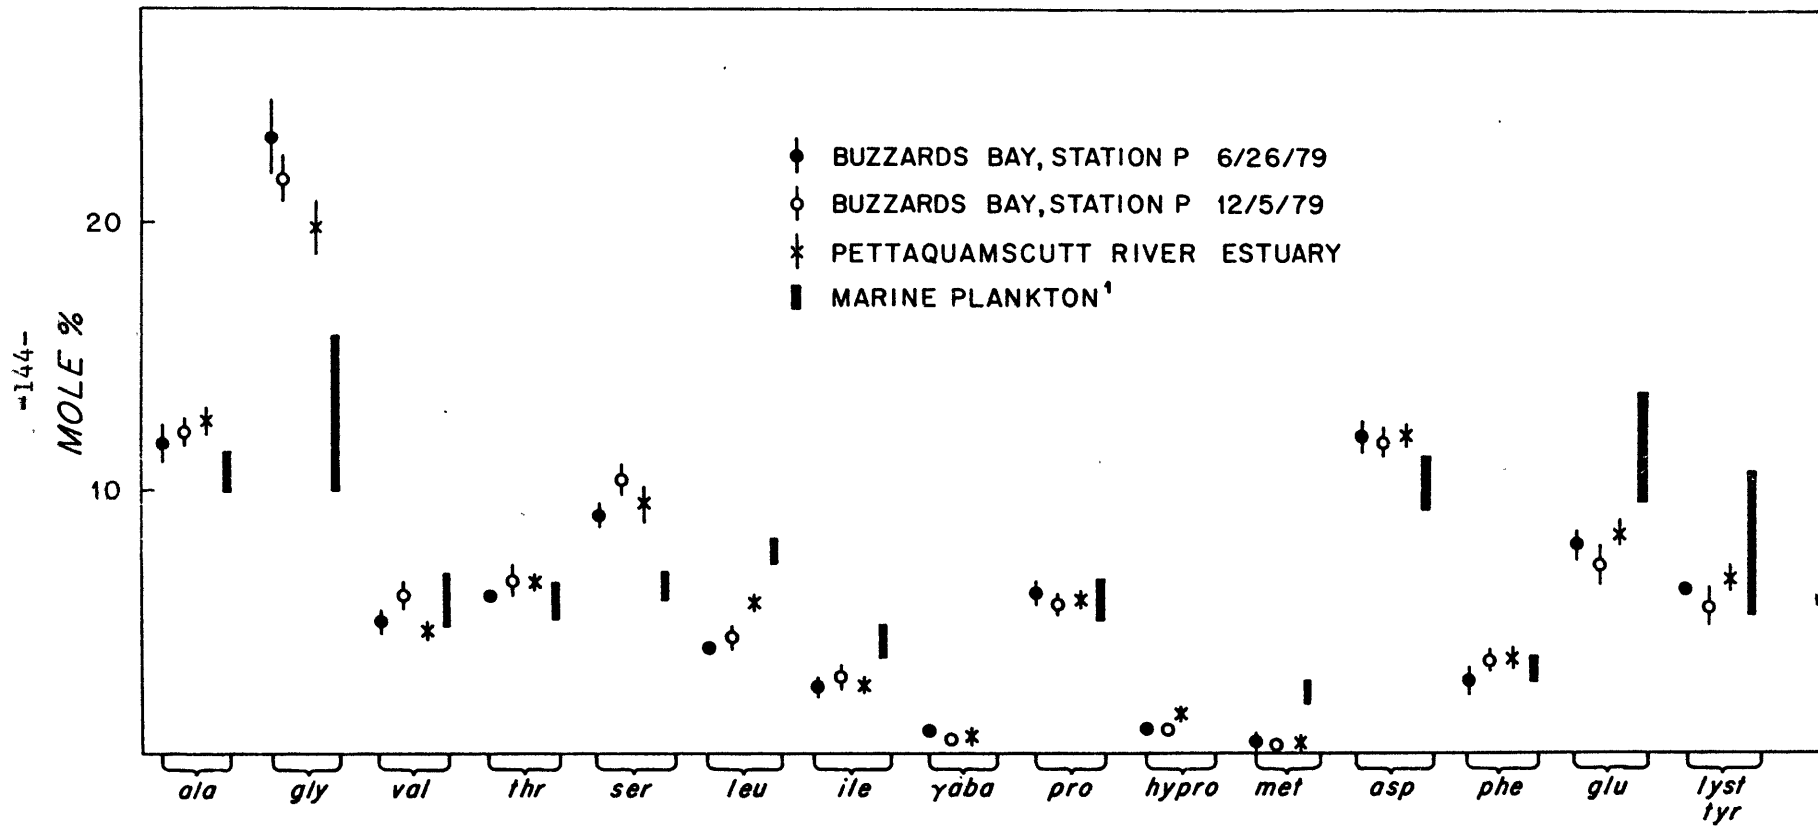 BUZZARDS BAY, STATION P 6/26/79
BUZZARDS BAY, STATION P 12/5/79
PETTAQUAMSCUTT RIVER ESTUARY
MARINE PLANKTON¹
20
10
MOLE %
-144-
ala gly val thr ser leu ile γaba pro hypro met asp phe glu lyst
tyr